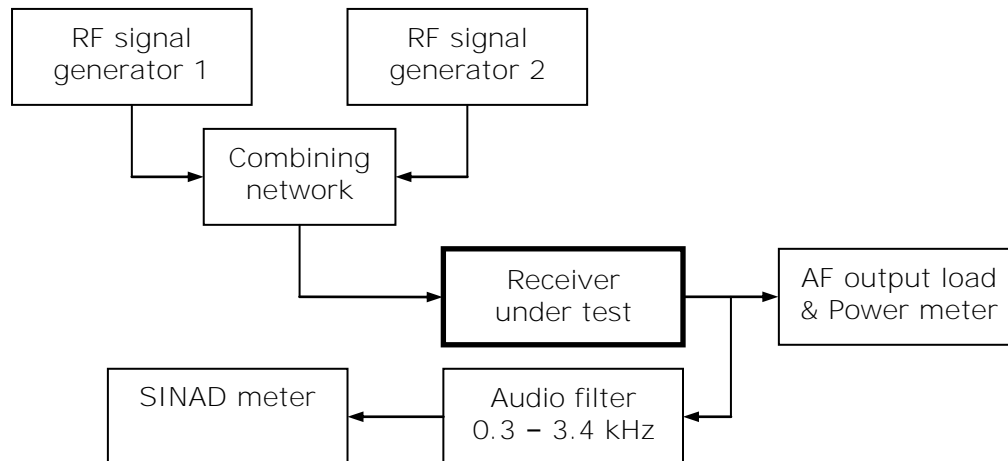 RF signal
generator 1
RF signal
generator 2
Combining
network
Receiver
under test
AF output load
& Power meter
SINAD meter
Audio filter
0.3 – 3.4 kHz